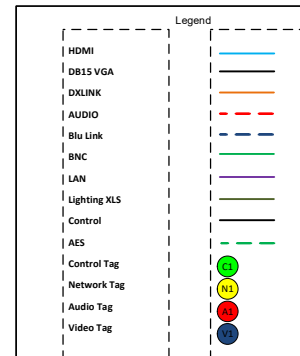 Legend
HDMI
DB15 VGA
DXLINK
AUDIO
Blu Link
BNC
LAN
Lighting XLS
Control
AES
Control Tag C1
Network Tag N1
Audio Tag A1
Video Tag V1